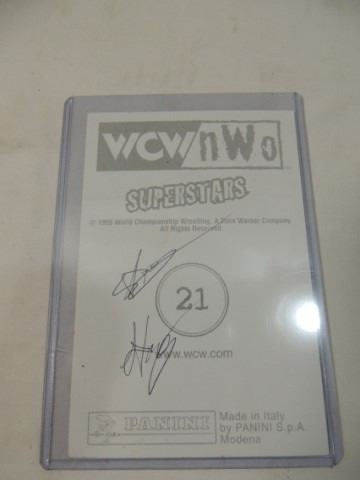 WCW/nWo
SUPERSTARS
© 1998 World Championship Wrestling, A Time Warner Company.
All Rights Reserved.
21
www.wcw.com
PANINI
Made in Italy
by PANINI S.p.A.
Modena